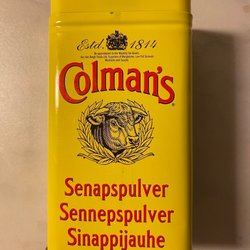 Estd. 1814
Colman's
Senapspulver
Sennepspulver
Sinappijauhe